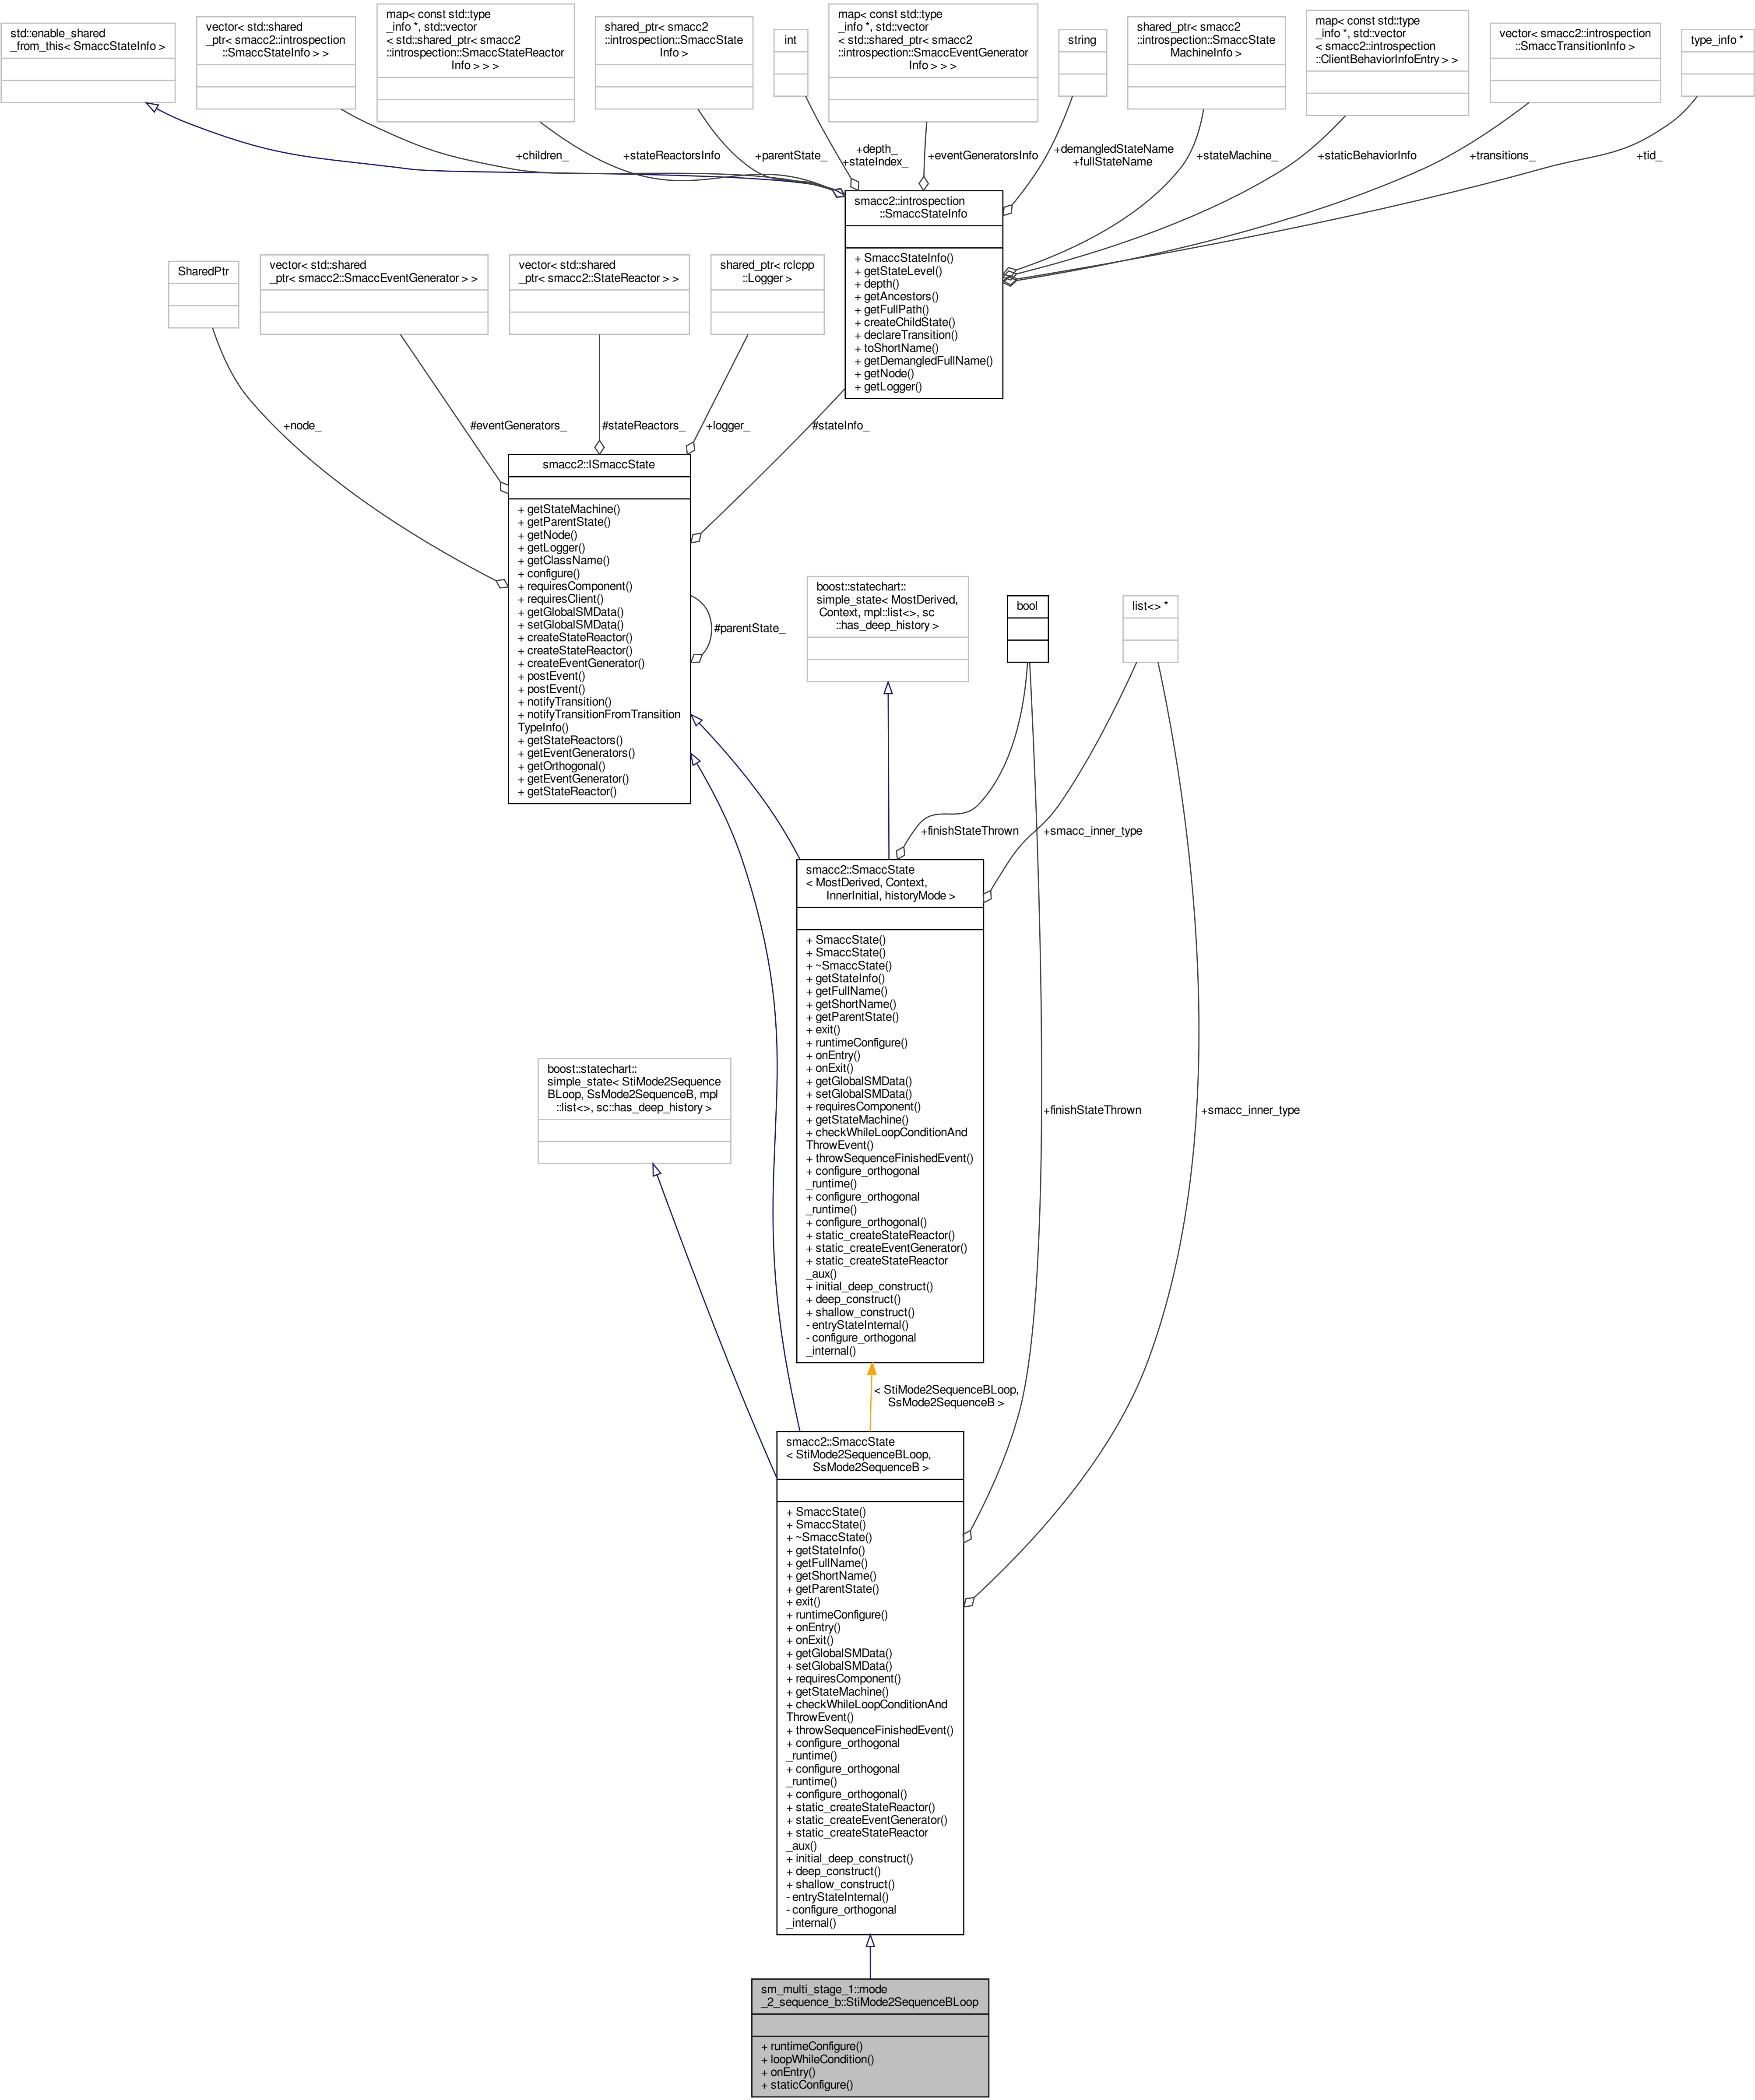 std::enable_shared
_from_this< SmaccStateInfo >
vector< std::shared
_ptr< smacc2::introspection
::SmaccStateInfo > >
map< const std::type
_info *, std::vector
< std::shared_ptr< smacc2
::introspection::SmaccStateReactor
Info > > >
shared_ptr< smacc2
::introspection::SmaccState
Info >
int
map< const std::type
_info *, std::vector
< std::shared_ptr< smacc2
::introspection::SmaccEventGenerator
Info > > >
string
shared_ptr< smacc2
::introspection::SmaccState
MachineInfo >
map< const std::type
_info *, std::vector
< smacc2::introspection
::ClientBehaviorInfoEntry > >
vector< smacc2::introspection
::SmaccTransitionInfo >
type_info *
+children_
+stateReactorsInfo
+parentState_
+depth_
+stateIndex_
+eventGeneratorsInfo
+demangledStateName
+fullStateName
+stateMachine_
+staticBehaviorInfo
+transitions_
+tid_
smacc2::introspection
::SmaccStateInfo
+ SmaccStateInfo()
+ getStateLevel()
+ depth()
+ getAncestors()
+ getFullPath()
+ createChildState()
+ declareTransition()
+ toShortName()
+ getDemangledFullName()
+ getNode()
+ getLogger()
SharedPtr
vector< std::shared
_ptr< smacc2::SmaccEventGenerator > >
vector< std::shared
_ptr< smacc2::StateReactor > >
shared_ptr< rclcpp
::Logger >
+node_
#eventGenerators_
#stateReactors_
+logger_
#stateInfo_
smacc2::ISmaccState
+ getStateMachine()
+ getParentState()
+ getNode()
+ getLogger()
+ getClassName()
+ configure()
+ requiresComponent()
+ requiresClient()
+ getGlobalSMData()
+ setGlobalSMData()
+ createStateReactor()
+ createStateReactor()
+ createEventGenerator()
+ postEvent()
+ postEvent()
+ notifyTransition()
+ notifyTransitionFromTransition
TypeInfo()
+ getStateReactors()
+ getEventGenerators()
+ getOrthogonal()
+ getEventGenerator()
+ getStateReactor()
#parentState_
boost::statechart::
simple_state< MostDerived,
Context, mpl::list<>, sc
::has_deep_history >
bool
list<> *
+finishStateThrown
+smacc_inner_type
smacc2::SmaccState
< MostDerived, Context,
InnerInitial, historyMode >
+ SmaccState()
+ SmaccState()
+ ~SmaccState()
+ getStateInfo()
+ getFullName()
+ getShortName()
+ getParentState()
+ exit()
+ runtimeConfigure()
+ onEntry()
+ onExit()
+ getGlobalSMData()
+ setGlobalSMData()
+ requiresComponent()
+ getStateMachine()
+ checkWhileLoopConditionAnd
ThrowEvent()
+ throwSequenceFinishedEvent()
+ configure_orthogonal
_runtime()
+ configure_orthogonal
_runtime()
+ configure_orthogonal()
+ static_createStateReactor()
+ static_createEventGenerator()
+ static_createStateReactor
_aux()
+ initial_deep_construct()
+ deep_construct()
+ shallow_construct()
- entryStateInternal()
- configure_orthogonal
_internal()
boost::statechart::
simple_state< StiMode2Sequence
BLoop, SsMode2SequenceB, mpl
::list<>, sc::has_deep_history >
+finishStateThrown
+smacc_inner_type
< StiMode2SequenceBLoop,
SsMode2SequenceB >
smacc2::SmaccState
< StiMode2SequenceBLoop,
SsMode2SequenceB >
+ SmaccState()
+ SmaccState()
+ ~SmaccState()
+ getStateInfo()
+ getFullName()
+ getShortName()
+ getParentState()
+ exit()
+ runtimeConfigure()
+ onEntry()
+ onExit()
+ getGlobalSMData()
+ setGlobalSMData()
+ requiresComponent()
+ getStateMachine()
+ checkWhileLoopConditionAnd
ThrowEvent()
+ throwSequenceFinishedEvent()
+ configure_orthogonal
_runtime()
+ configure_orthogonal
_runtime()
+ configure_orthogonal()
+ static_createStateReactor()
+ static_createEventGenerator()
+ static_createStateReactor
_aux()
+ initial_deep_construct()
+ deep_construct()
+ shallow_construct()
- entryStateInternal()
- configure_orthogonal
_internal()
sm_multi_stage_1::mode
_2_sequence_b::StiMode2SequenceBLoop
+ runtimeConfigure()
+ loopWhileCondition()
+ onEntry()
+ staticConfigure()